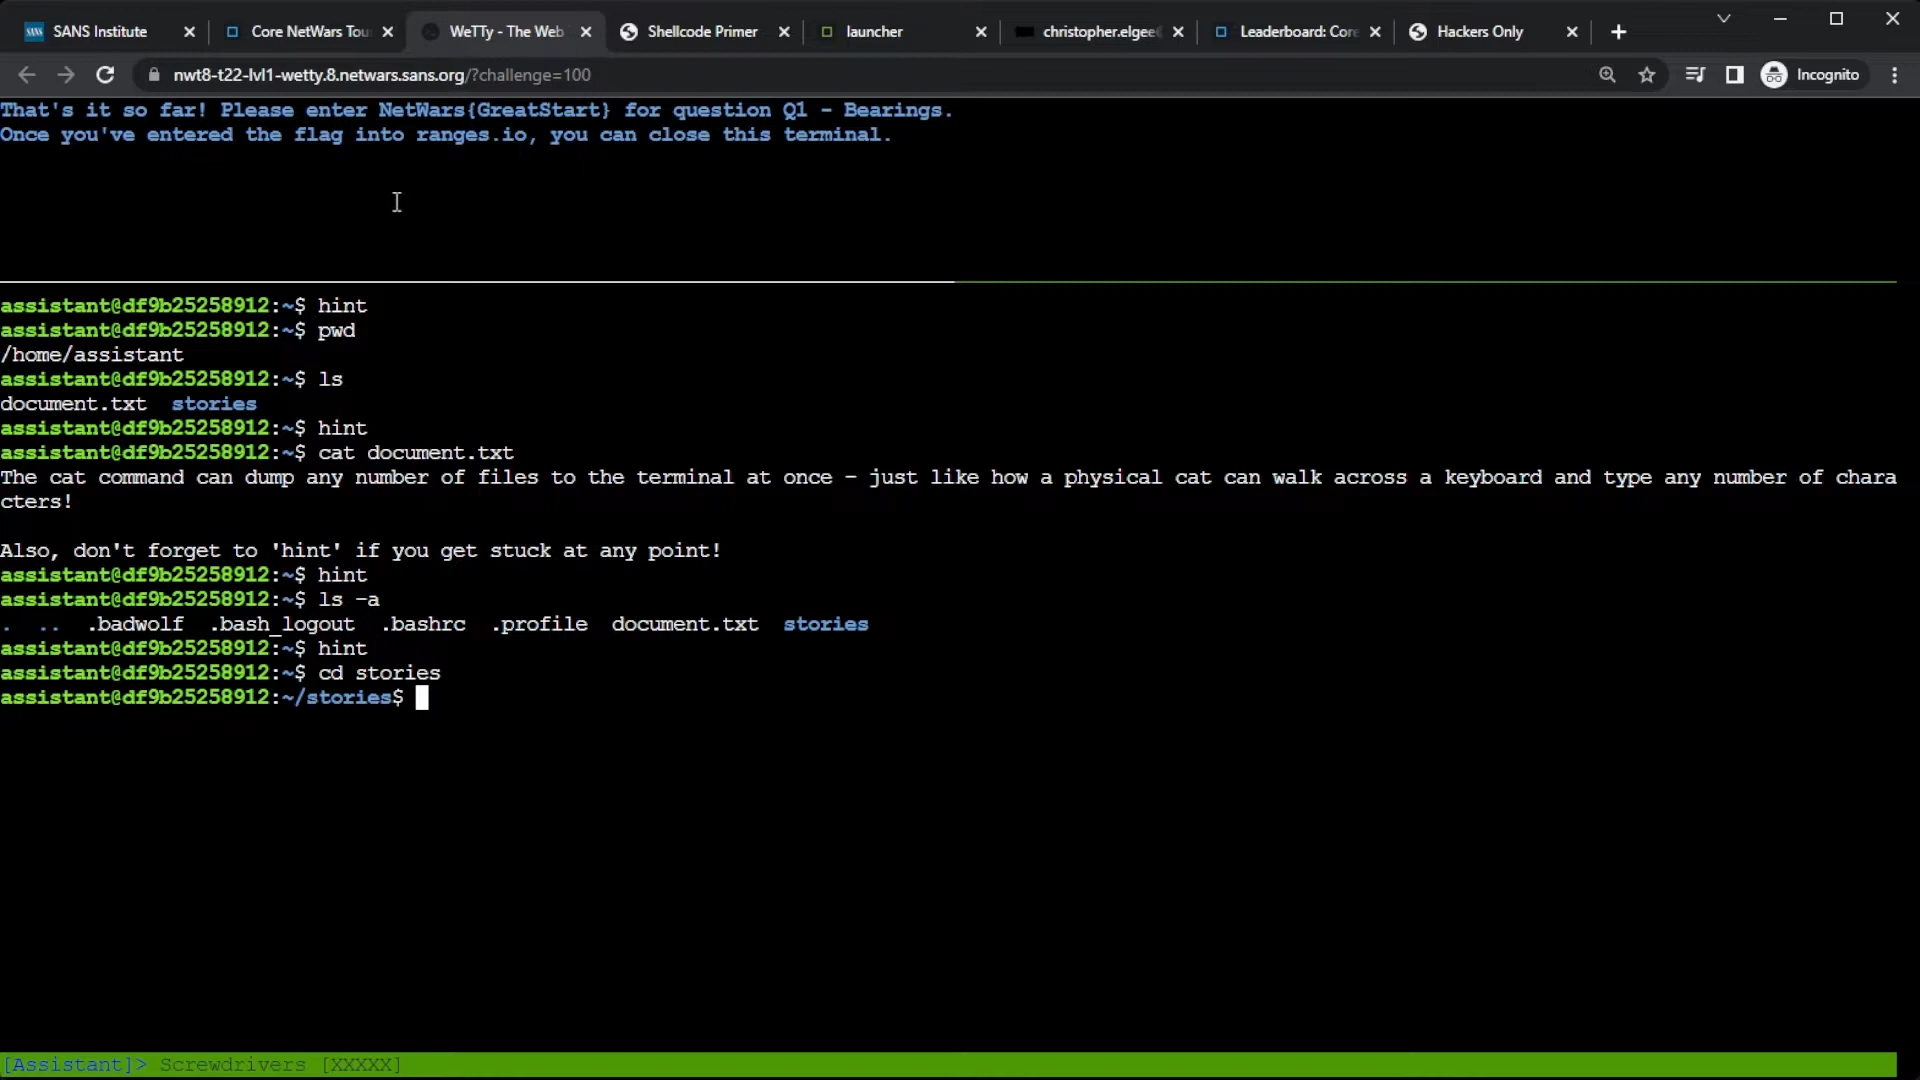 SANS Institute
Core NetWars Tou
WeTTy - The Web
Shellcode Primer
launcher
christopher.elgee
Leaderboard: Core
Hackers Only
nwt8-t22-lvl1-wetty.8.netwars.sans.org/?challenge=100
Incognito
That's it so far! Please enter NetWars{GreatStart} for question Q1 - Bearings.
Once you've entered the flag into ranges.io, you can close this terminal.
assistant@df9b25258912:~$ hint
assistant@df9b25258912:~$ pwd
/home/assistant
assistant@df9b25258912:~$ ls
document.txt  stories
assistant@df9b25258912:~$ hint
assistant@df9b25258912:~$ cat document.txt
The cat command can dump any number of files to the terminal at once - just like how a physical cat can walk across a keyboard and type any number of chara
cters!
Also, don't forget to 'hint' if you get stuck at any point!
assistant@df9b25258912:~$ hint
assistant@df9b25258912:~$ ls -a
.  ..  .badwolf  .bash_logout  .bashrc  .profile  document.txt  stories
assistant@df9b25258912:~$ hint
assistant@df9b25258912:~$ cd stories
assistant@df9b25258912:~/stories$
[Assistant]> Screwdrivers [XXXXX]